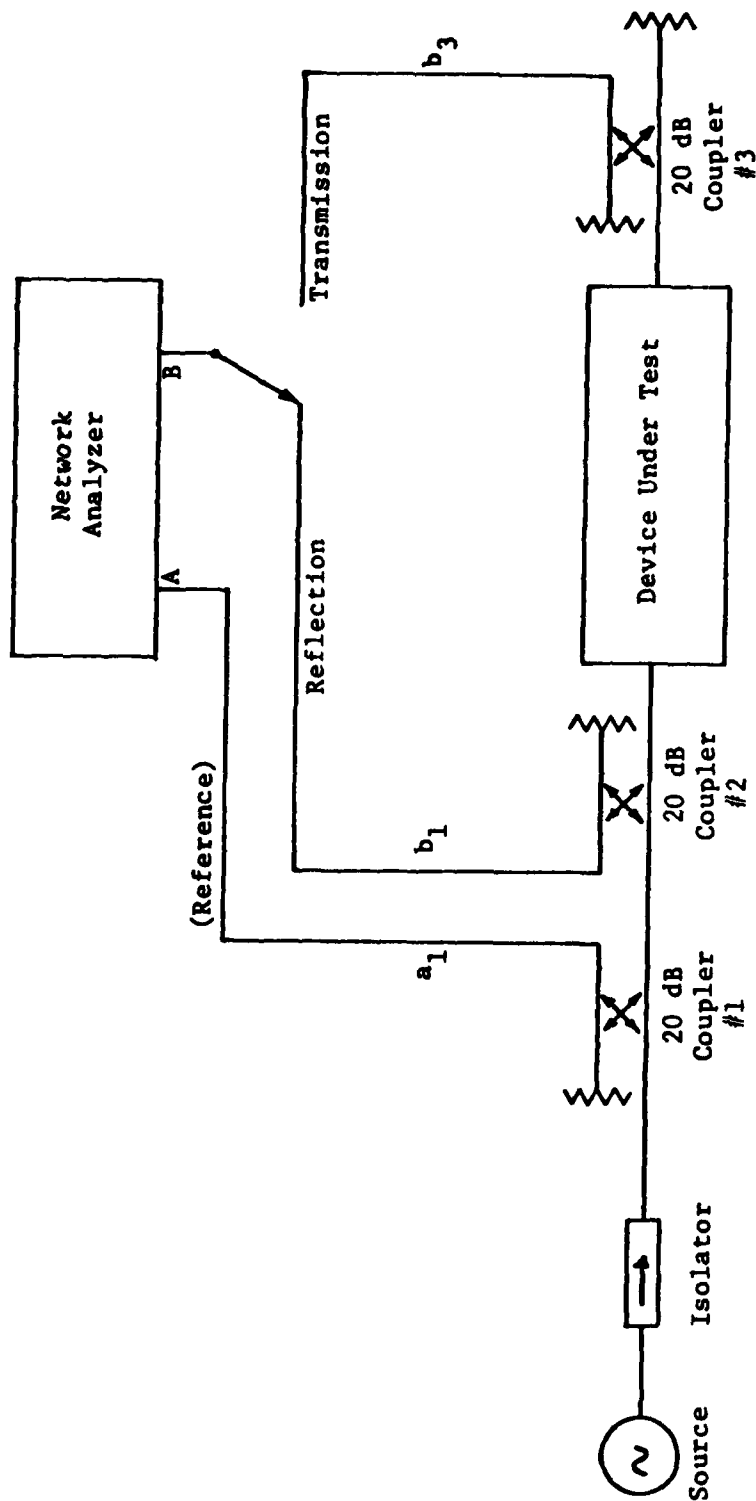 Network
Analyzer
A
B
(Reference)
Reflection
Transmission
a1
b1
b3
Source
Isolator
20 dB
Coupler
#1
20 dB
Coupler
#2
Device Under Test
20 dB
Coupler
#3